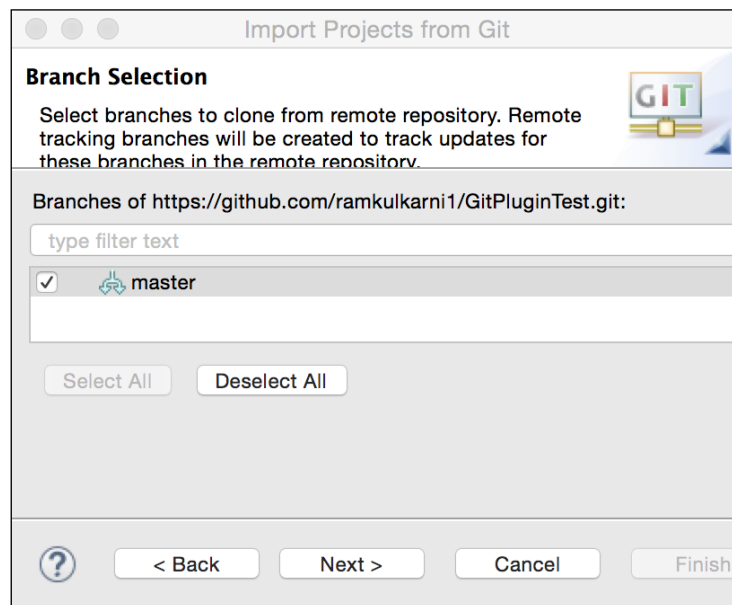 Import Projects from Git
Branch Selection
GIT
Select branches to clone from remote repository. Remote
tracking branches will be created to track updates for
these branches in the remote repository.
Branches of https://github.com/ramkulkarni1/GitPluginTest.git:
type filter text
master
Select All Deselect All
? < Back Next > Cancel Finish